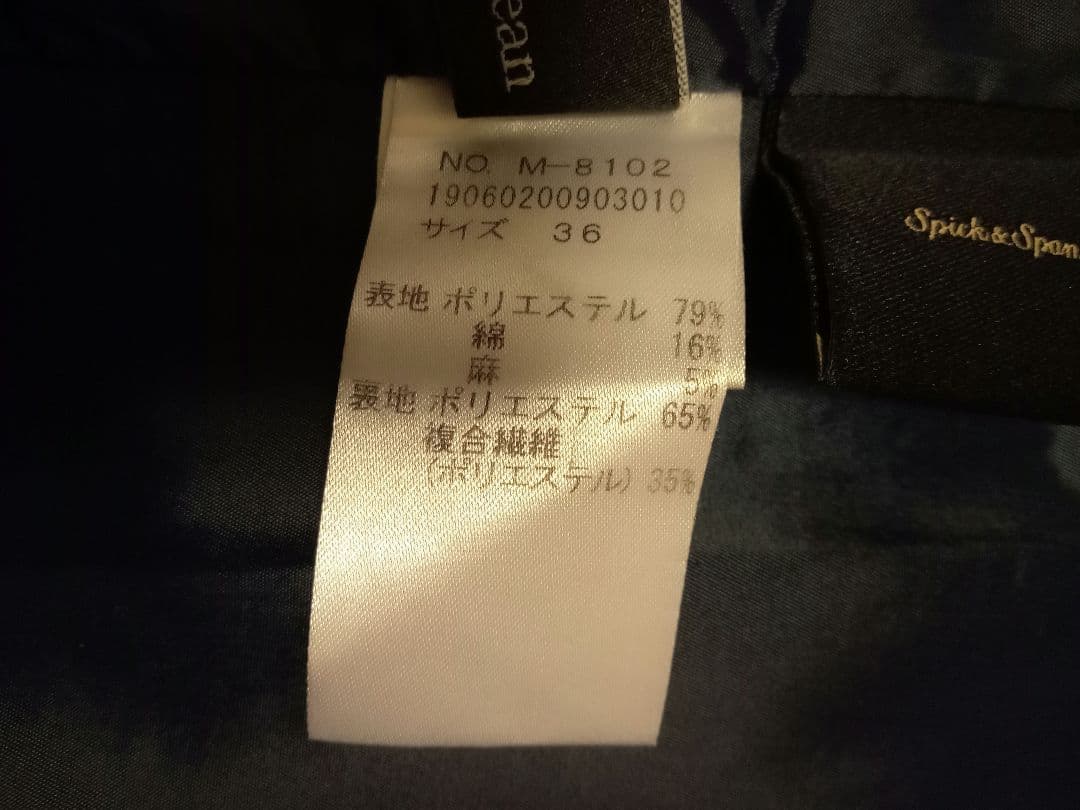 ean
NO. M-8102
19060200903010
サイズ 36
表地 ポリエステル 79%
綿 16%
麻 5%
裏地 ポリエステル 65%
複合繊維
(ポリエステル) 35%
Spick & Span